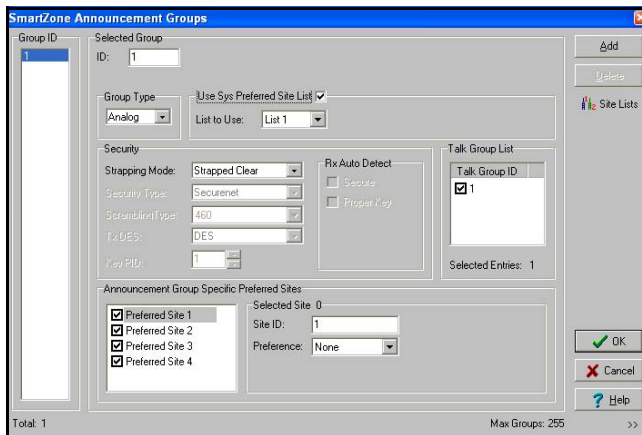 SmartZone Announcement Groups
Group ID
1
Selected Group
ID: 1
Group Type
Analog
Use Sys Preferred Site List
List to Use: List 1
Security
Strapping Mode: Strapped Clear
Security Type: Securenet
Scrambling Type: 460
Tx DES: DES
Key PID: 1
Rx Auto Detect
Secure
Proper Key
Talk Group List
Talk Group ID
1
Selected Entries: 1
Announcement Group Specific Preferred Sites
Preferred Site 1
Preferred Site 2
Preferred Site 3
Preferred Site 4
Selected Site 0
Site ID: 1
Preference: None
Add
Delete
Site Lists
OK
Cancel
Help
Total: 1
Max Groups: 255
>>